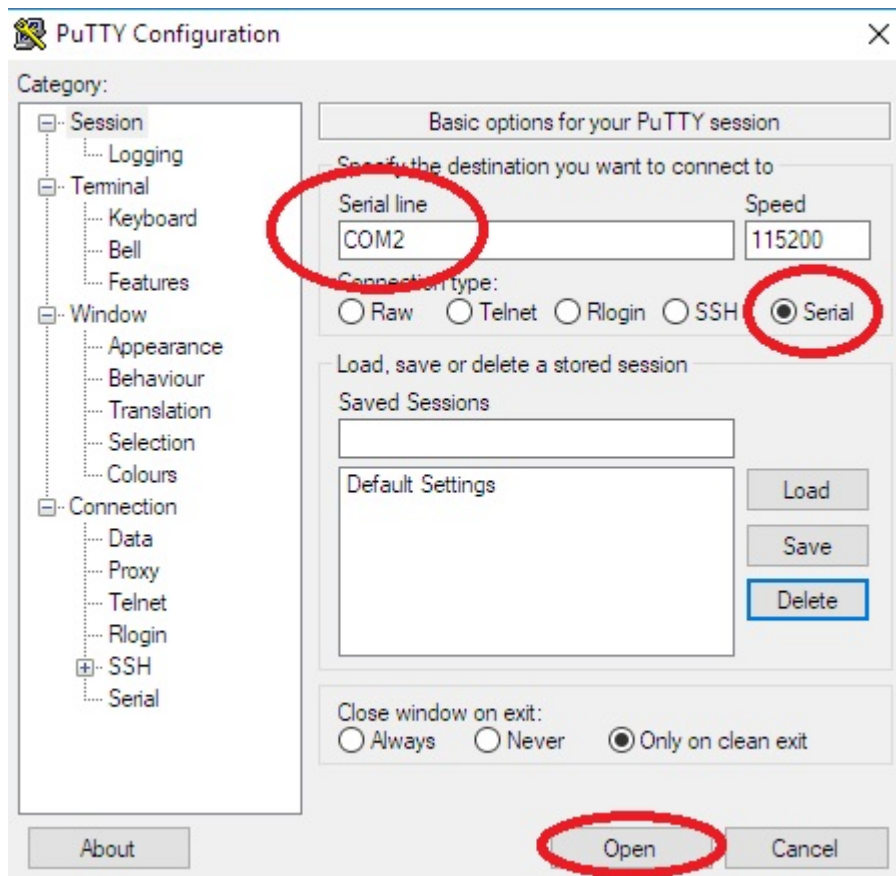 PuTTY Configuration
Category:
Session
Logging
Terminal
Keyboard
Bell
Features
Window
Appearance
Behaviour
Translation
Selection
Colours
Connection
Data
Proxy
Telnet
Rlogin
SSH
Serial
Basic options for your PuTTY session
Specify the destination you want to connect to
Serial line Speed
COM2 115200
Connection type:
Raw Telnet Rlogin SSH Serial
Load, save or delete a stored session
Saved Sessions
Default Settings
Load
Save
Delete
Close window on exit:
Always Never Only on clean exit
About Open Cancel